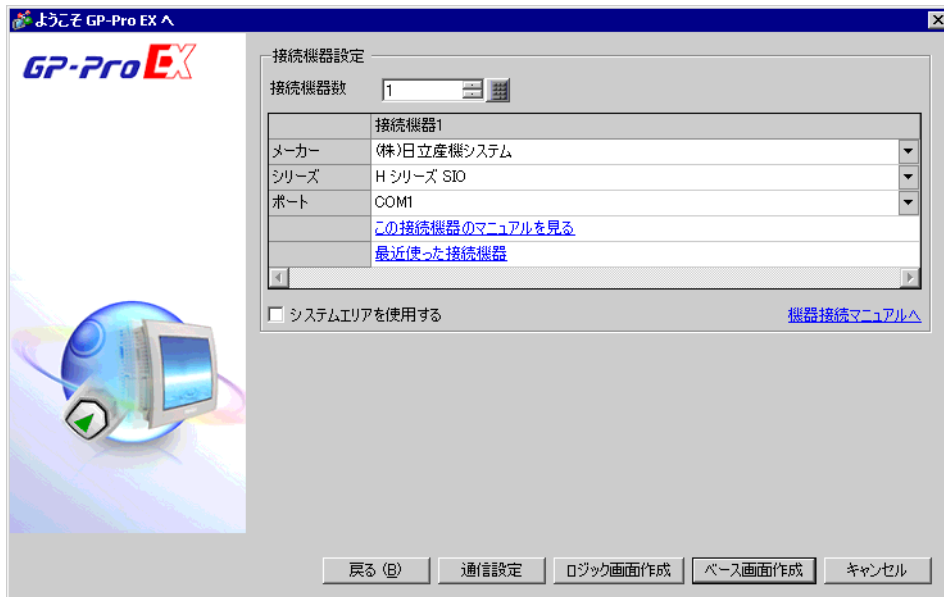 ようこそ GP-Pro EX へ
GP-Pro EX
接続機器設定
接続機器数 1
接続機器1
メーカー (株)日立産機システム
シリーズ H シリーズ SIO
ポート COM1
この接続機器のマニュアルを見る
最近使った接続機器
システムエリアを使用する 機器接続マニュアルへ
戻る (B) 通信設定 ロジック画面作成 ベース画面作成 キャンセル